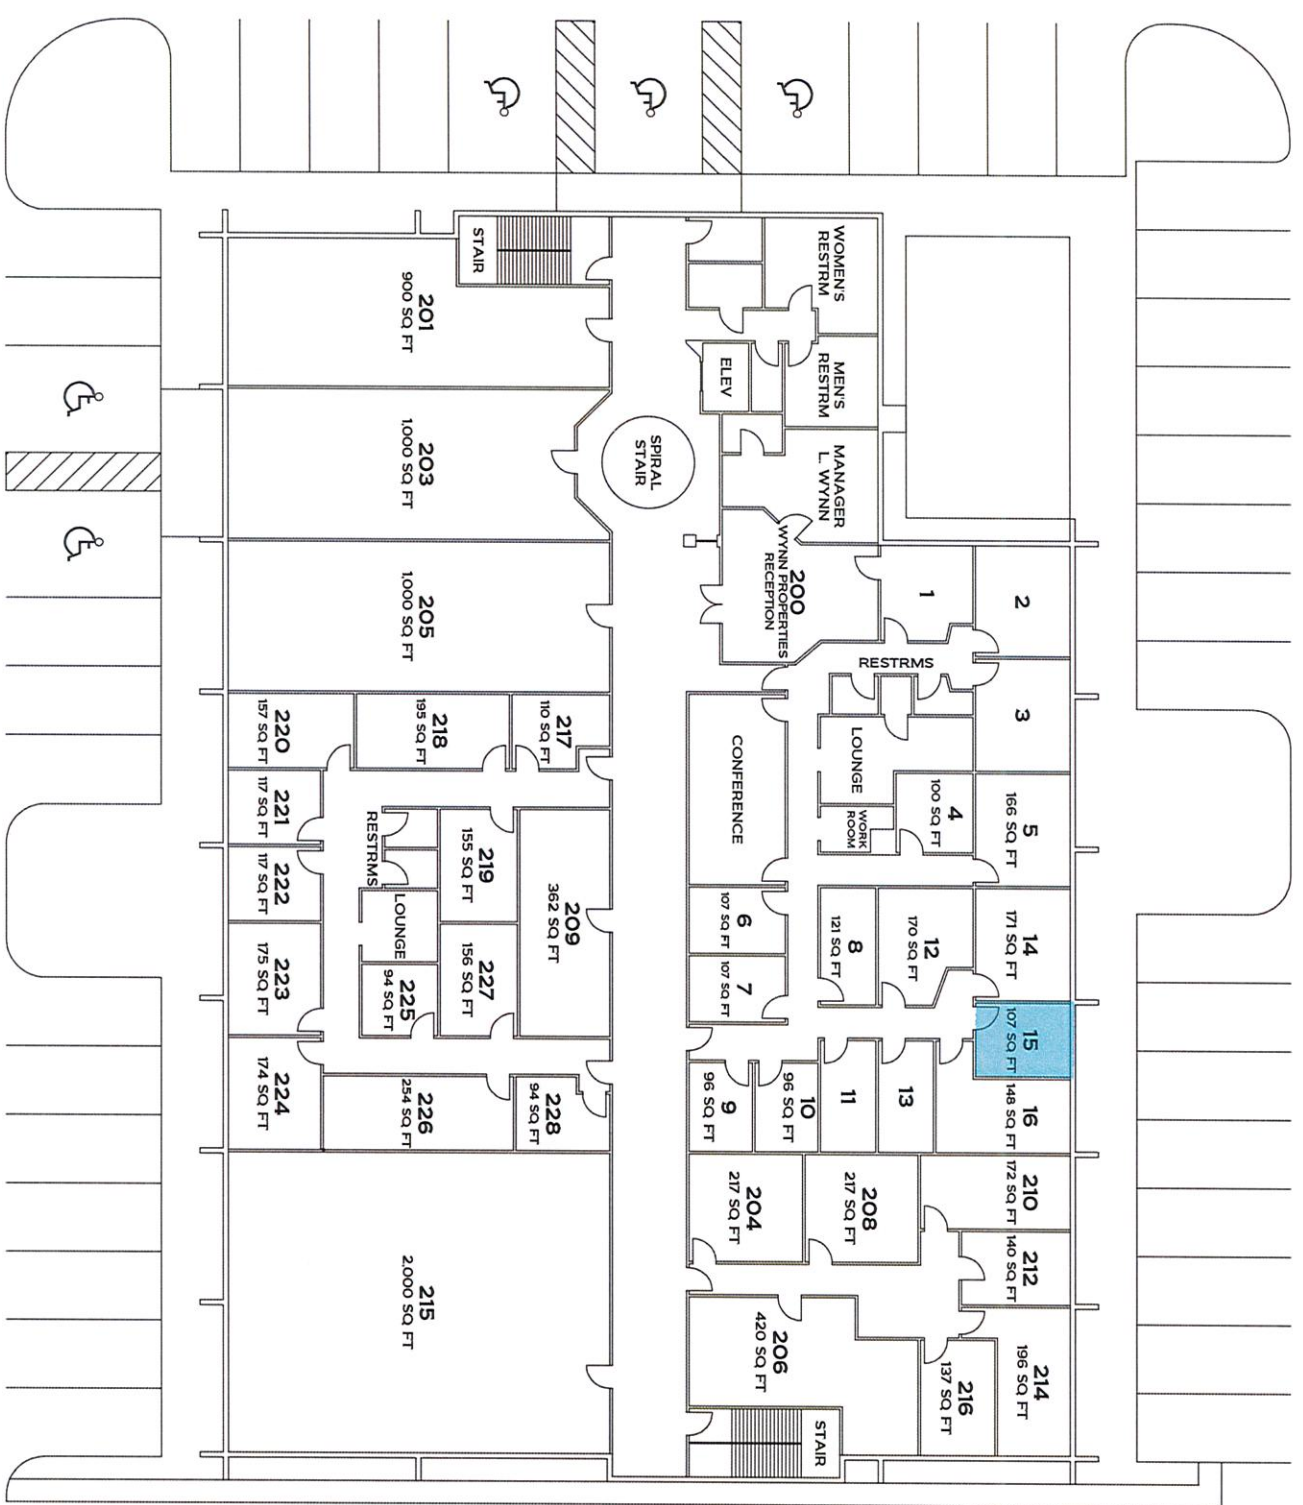 WOMEN'S
RESTRM
MEN'S
RESTRM
ELEV
MANAGER
L. WYNN
STAIR
201
900 SQ FT
SPIRAL
STAIR
203
1,000 SQ FT
200
WYNN PROPERTIES
RECEPTION
1
2
205
1,000 SQ FT
RESTRMS
3
LOUNGE
CONFERENCE
WORK
ROOM
4
100 SQ FT
5
166 SQ FT
217
110 SQ FT
218
195 SQ FT
220
157 SQ FT
221
117 SQ FT
RESTRMS
219
155 SQ FT
209
362 SQ FT
222
117 SQ FT
LOUNGE
6
107 SQ FT
8
121 SQ FT
12
170 SQ FT
14
171 SQ FT
223
175 SQ FT
225
94 SQ FT
227
156 SQ FT
7
107 SQ FT
15
107 SQ FT
224
174 SQ FT
226
254 SQ FT
228
94 SQ FT
9
96 SQ FT
10
96 SQ FT
11
13
16
148 SQ FT
204
217 SQ FT
208
217 SQ FT
210
172 SQ FT
212
140 SQ FT
215
2,000 SQ FT
206
420 SQ FT
216
137 SQ FT
214
196 SQ FT
STAIR